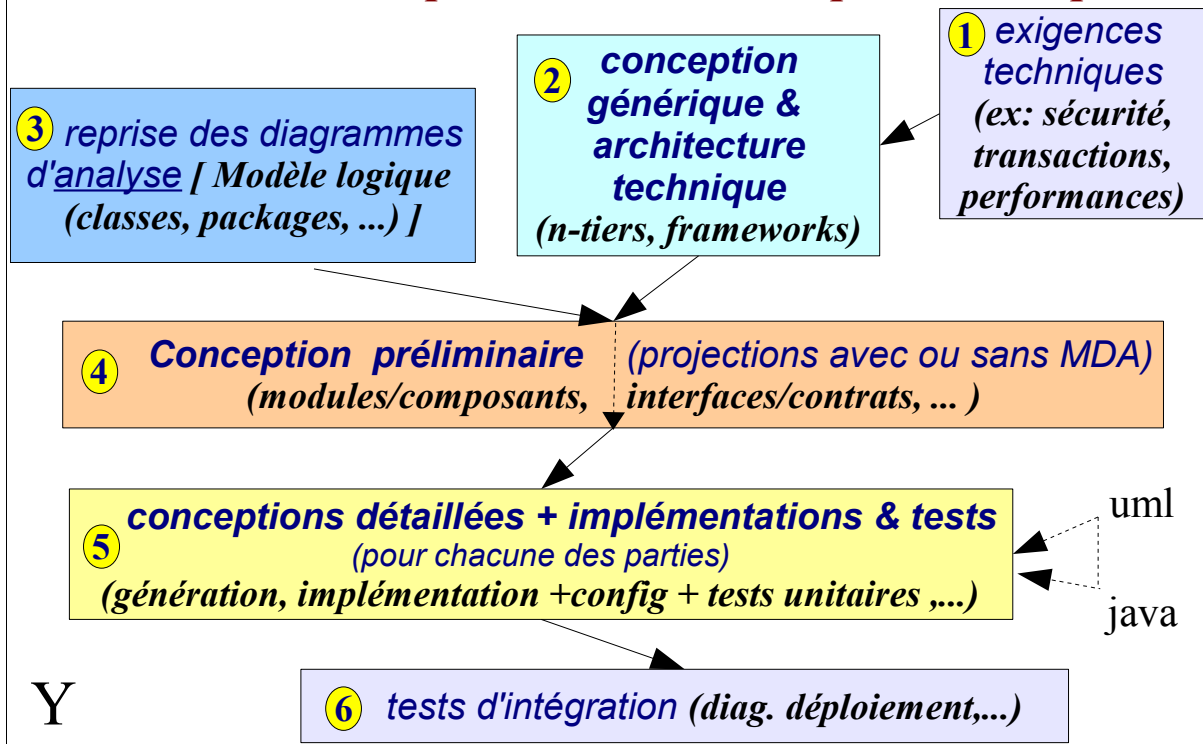 1 exigences
techniques
(ex: sécurité,
transactions,
performances)
2 conception
générique &
architecture
technique
(n-tiers, frameworks)
3 reprise des diagrammes
d'analyse [ Modèle logique
(classes, packages, ...) ]
4 Conception préliminaire (projections avec ou sans MDA)
(modules/composants, interfaces/contrats, ... )
5 conceptions détaillées + implémentations & tests
(pour chacune des parties)
(génération, implémentation +config + tests unitaires ,...)
uml
java
Y
6 tests d'intégration (diag. déploiement,...)